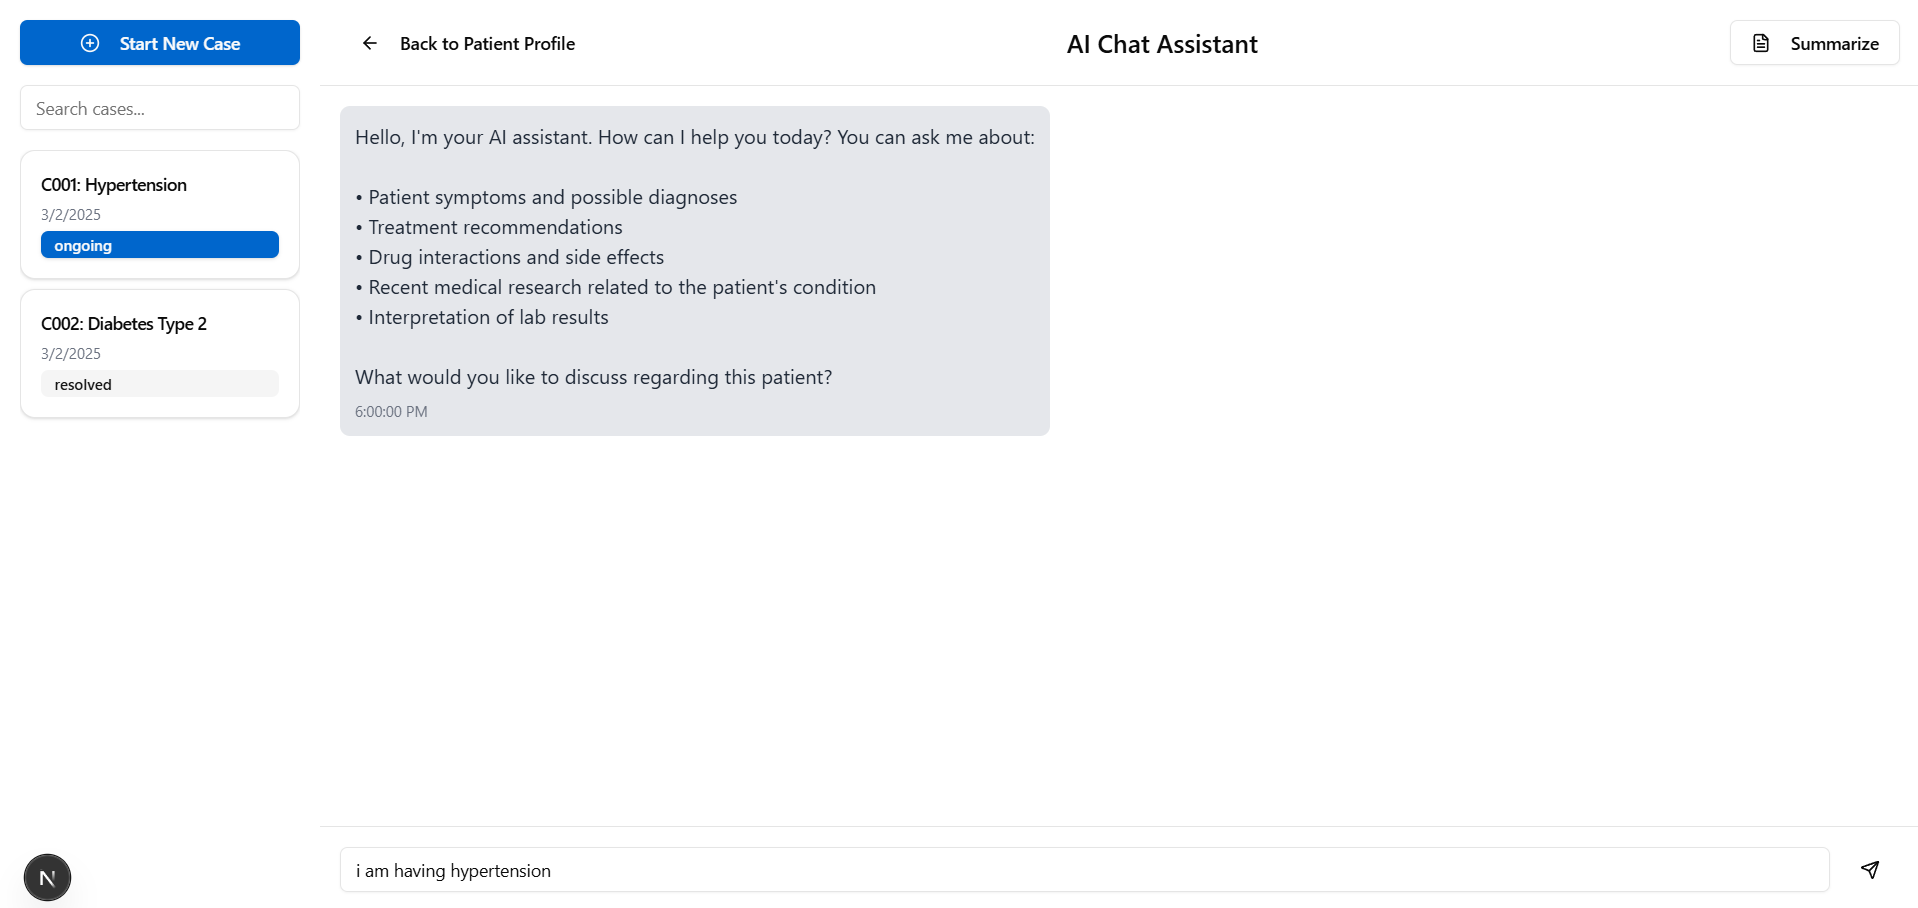 Start New Case
Search cases...
C001: Hypertension
3/2/2025
ongoing
C002: Diabetes Type 2
3/2/2025
resolved
N
Back to Patient Profile
AI Chat Assistant
Summarize
Hello, I'm your AI assistant. How can I help you today? You can ask me about:
• Patient symptoms and possible diagnoses
• Treatment recommendations
• Drug interactions and side effects
• Recent medical research related to the patient's condition
• Interpretation of lab results
What would you like to discuss regarding this patient?
6:00:00 PM
i am having hypertension